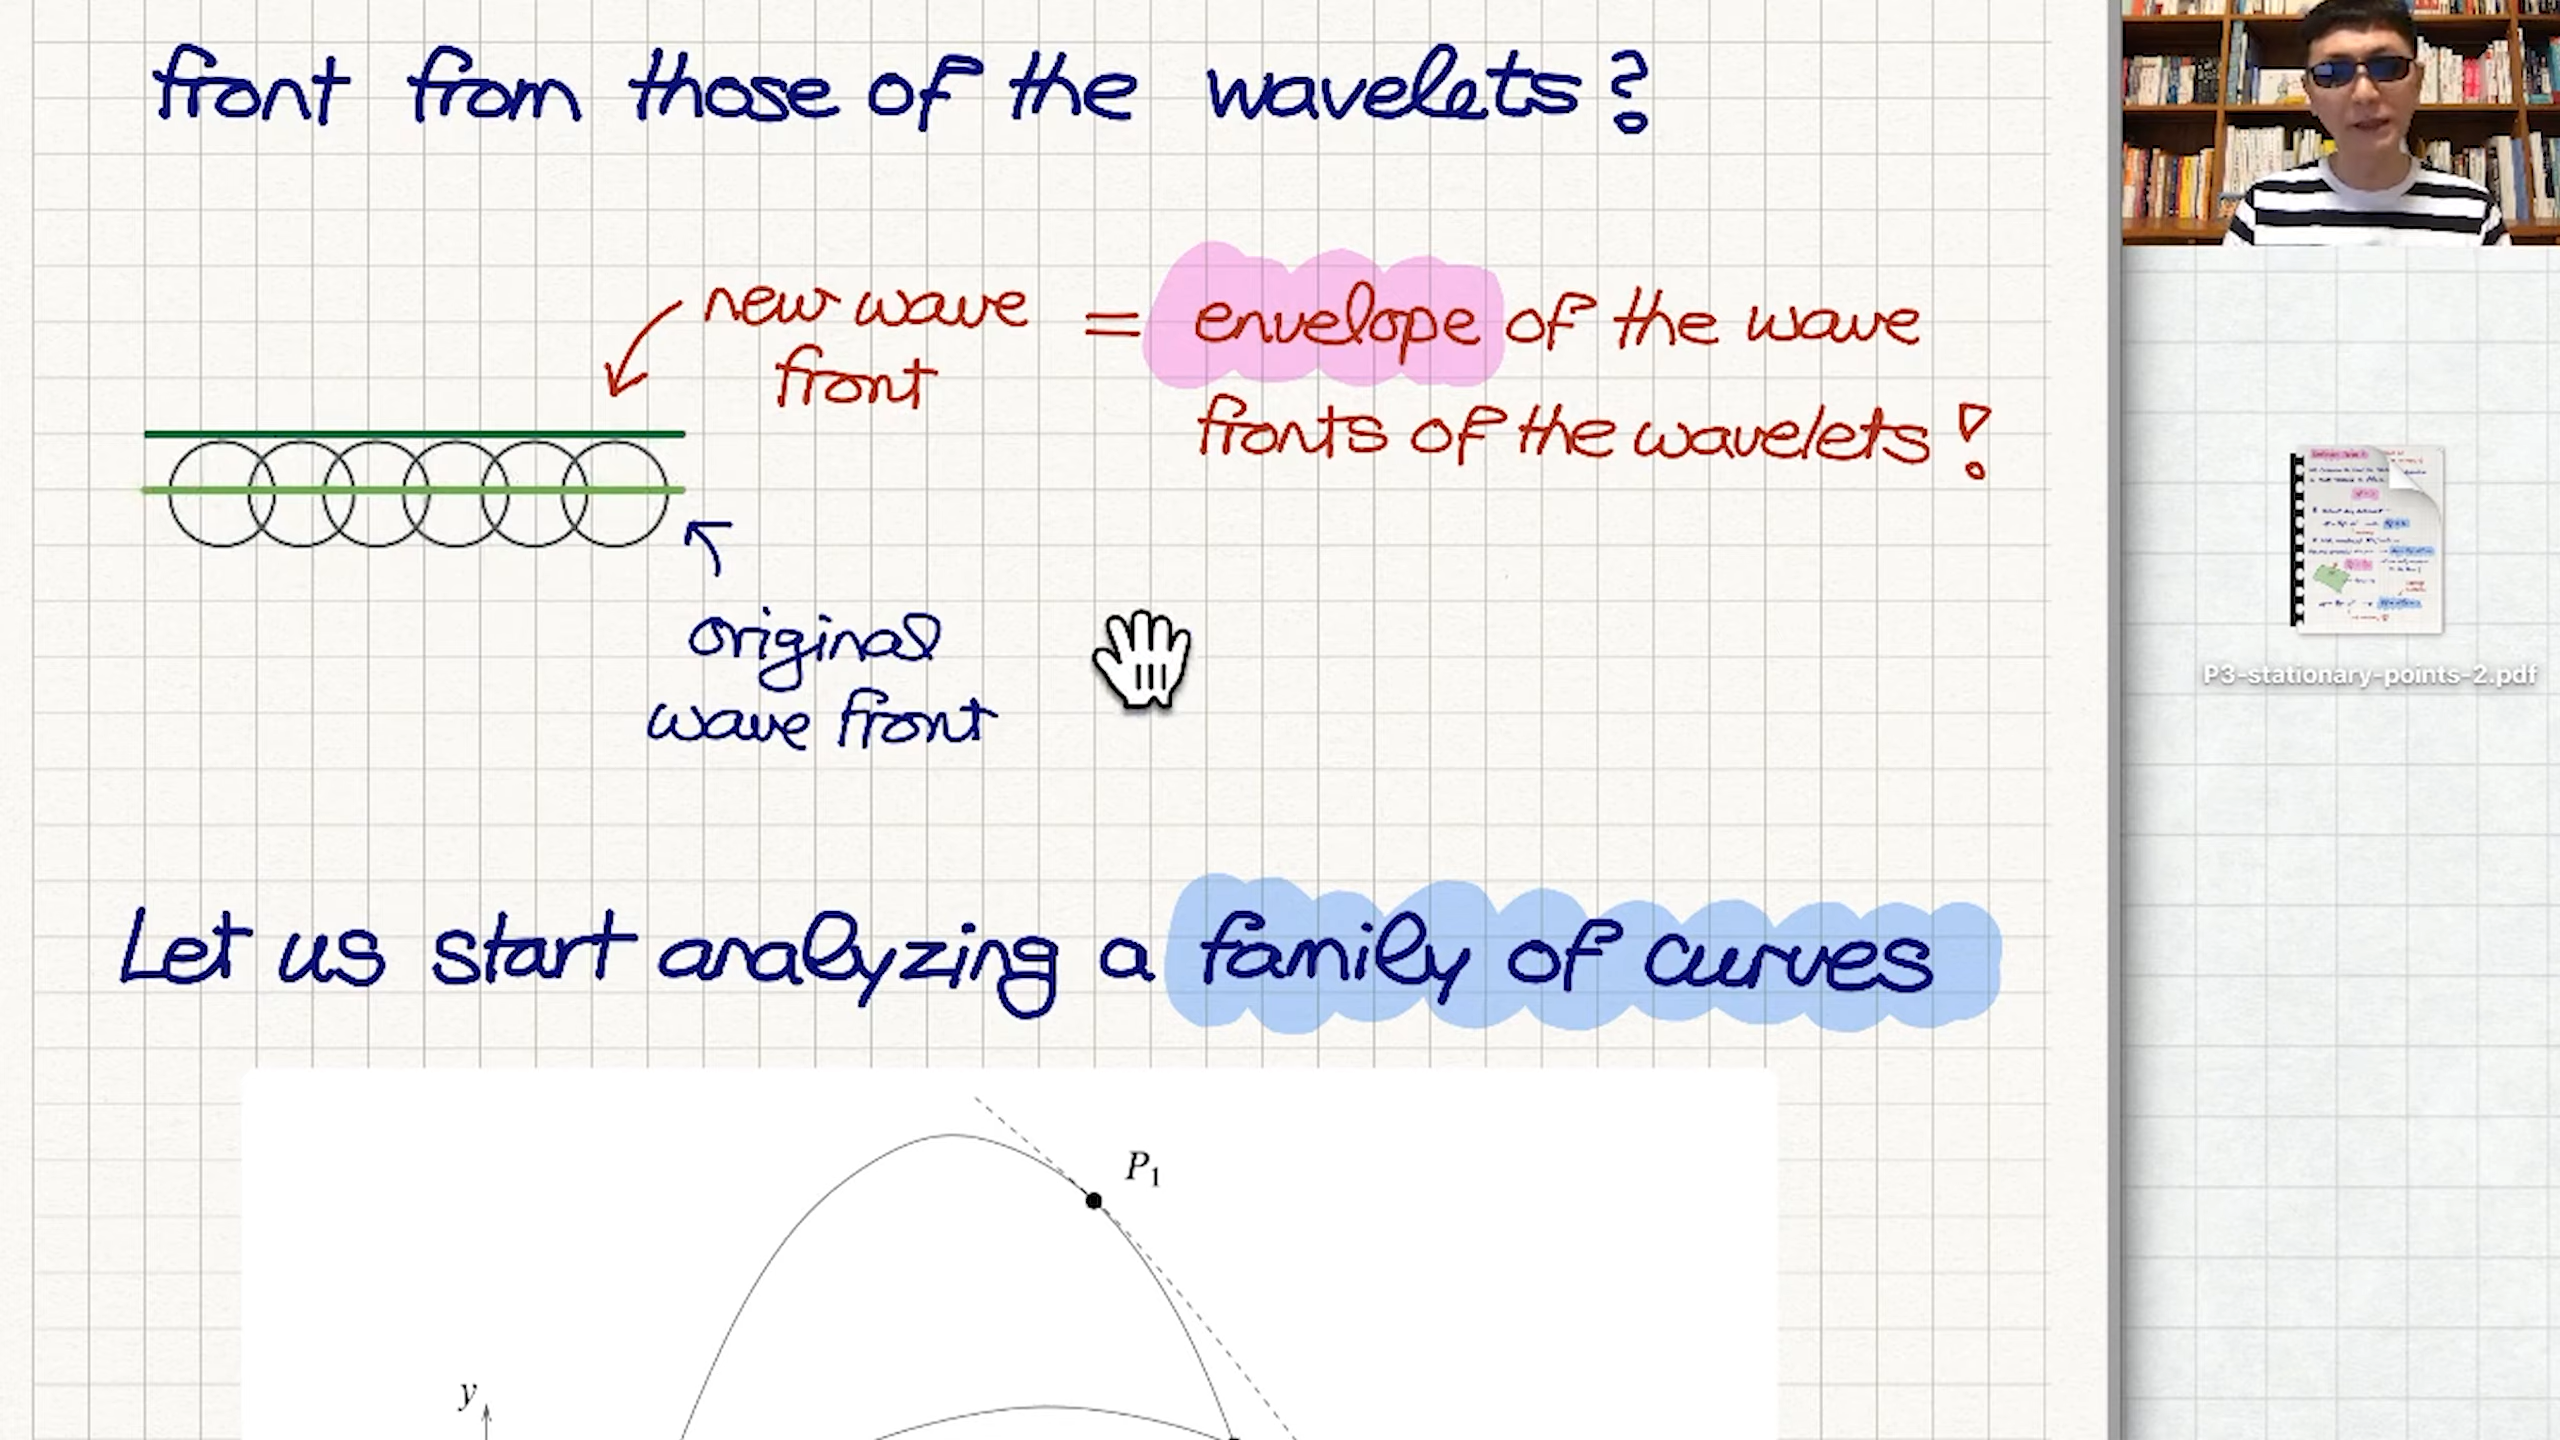 front from those of the wavelets?
new wave = envelope of the wave
front fronts of the wavelets!
original
wave front
P3-stationary-points-2.pdf
Let us start analyzing a family of curves
P1
y